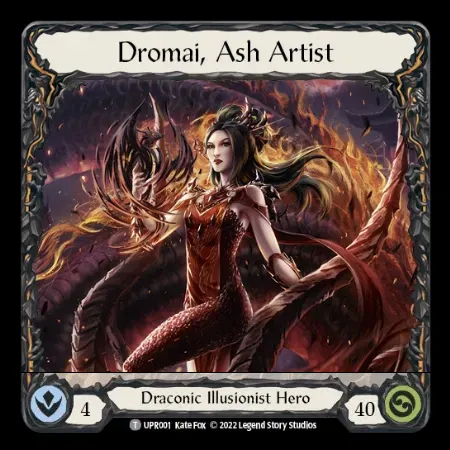 Dromai, Ash Artist
Draconic Illusionist Hero
4
40
T UPR001 Kate Fox © 2022 Legend Story Studios